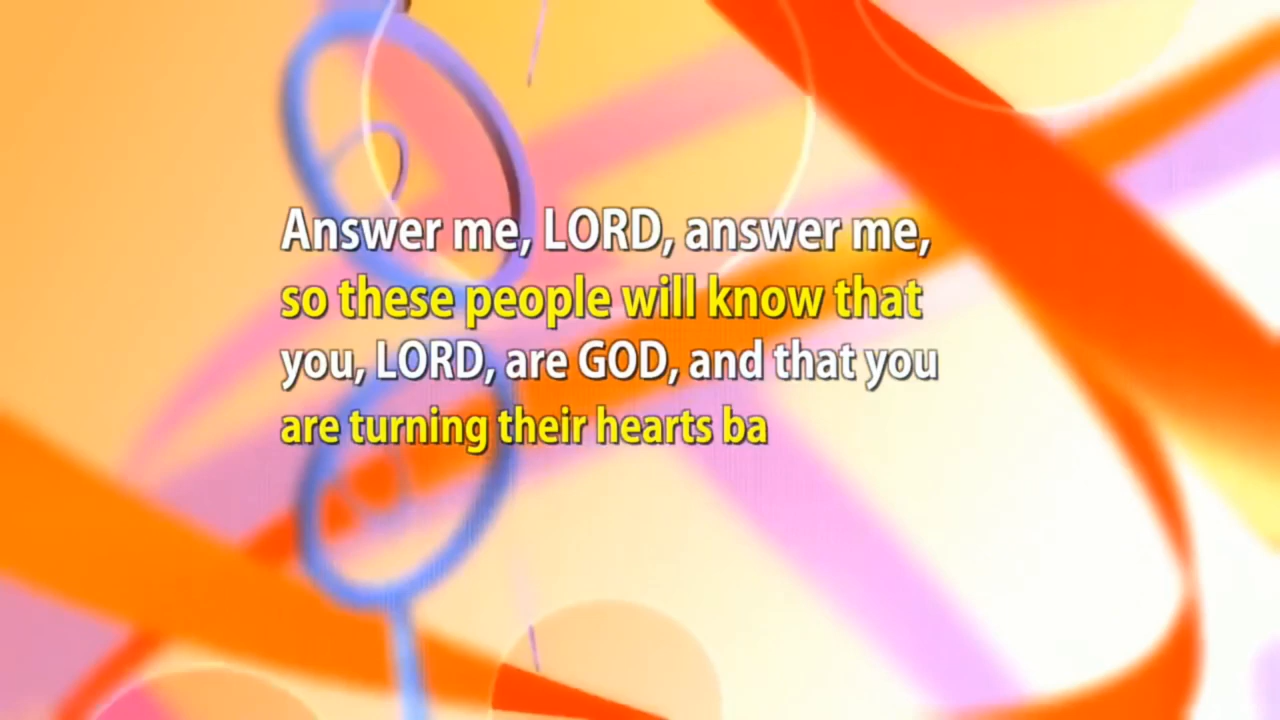 Answer me, LORD, answer me,
so these people will know that
you, LORD, are GOD, and that you
are turning their hearts ba